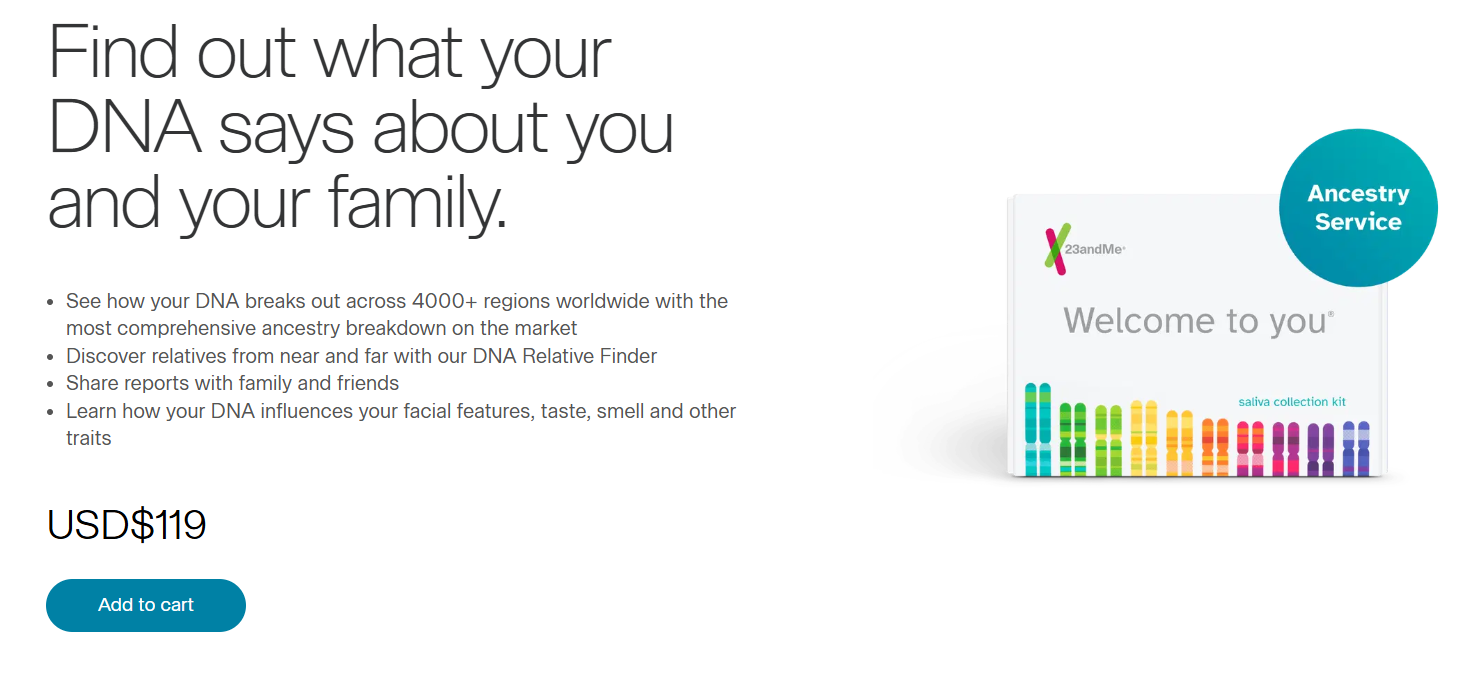 Find out what your
DNA says about you
and your family.
• See how your DNA breaks out across 4000+ regions worldwide with the
most comprehensive ancestry breakdown on the market
• Discover relatives from near and far with our DNA Relative Finder
• Share reports with family and friends
• Learn how your DNA influences your facial features, taste, smell and other
traits
USD$119
Add to cart
Ancestry
Service
23andMe
Welcome to you®
saliva collection kit